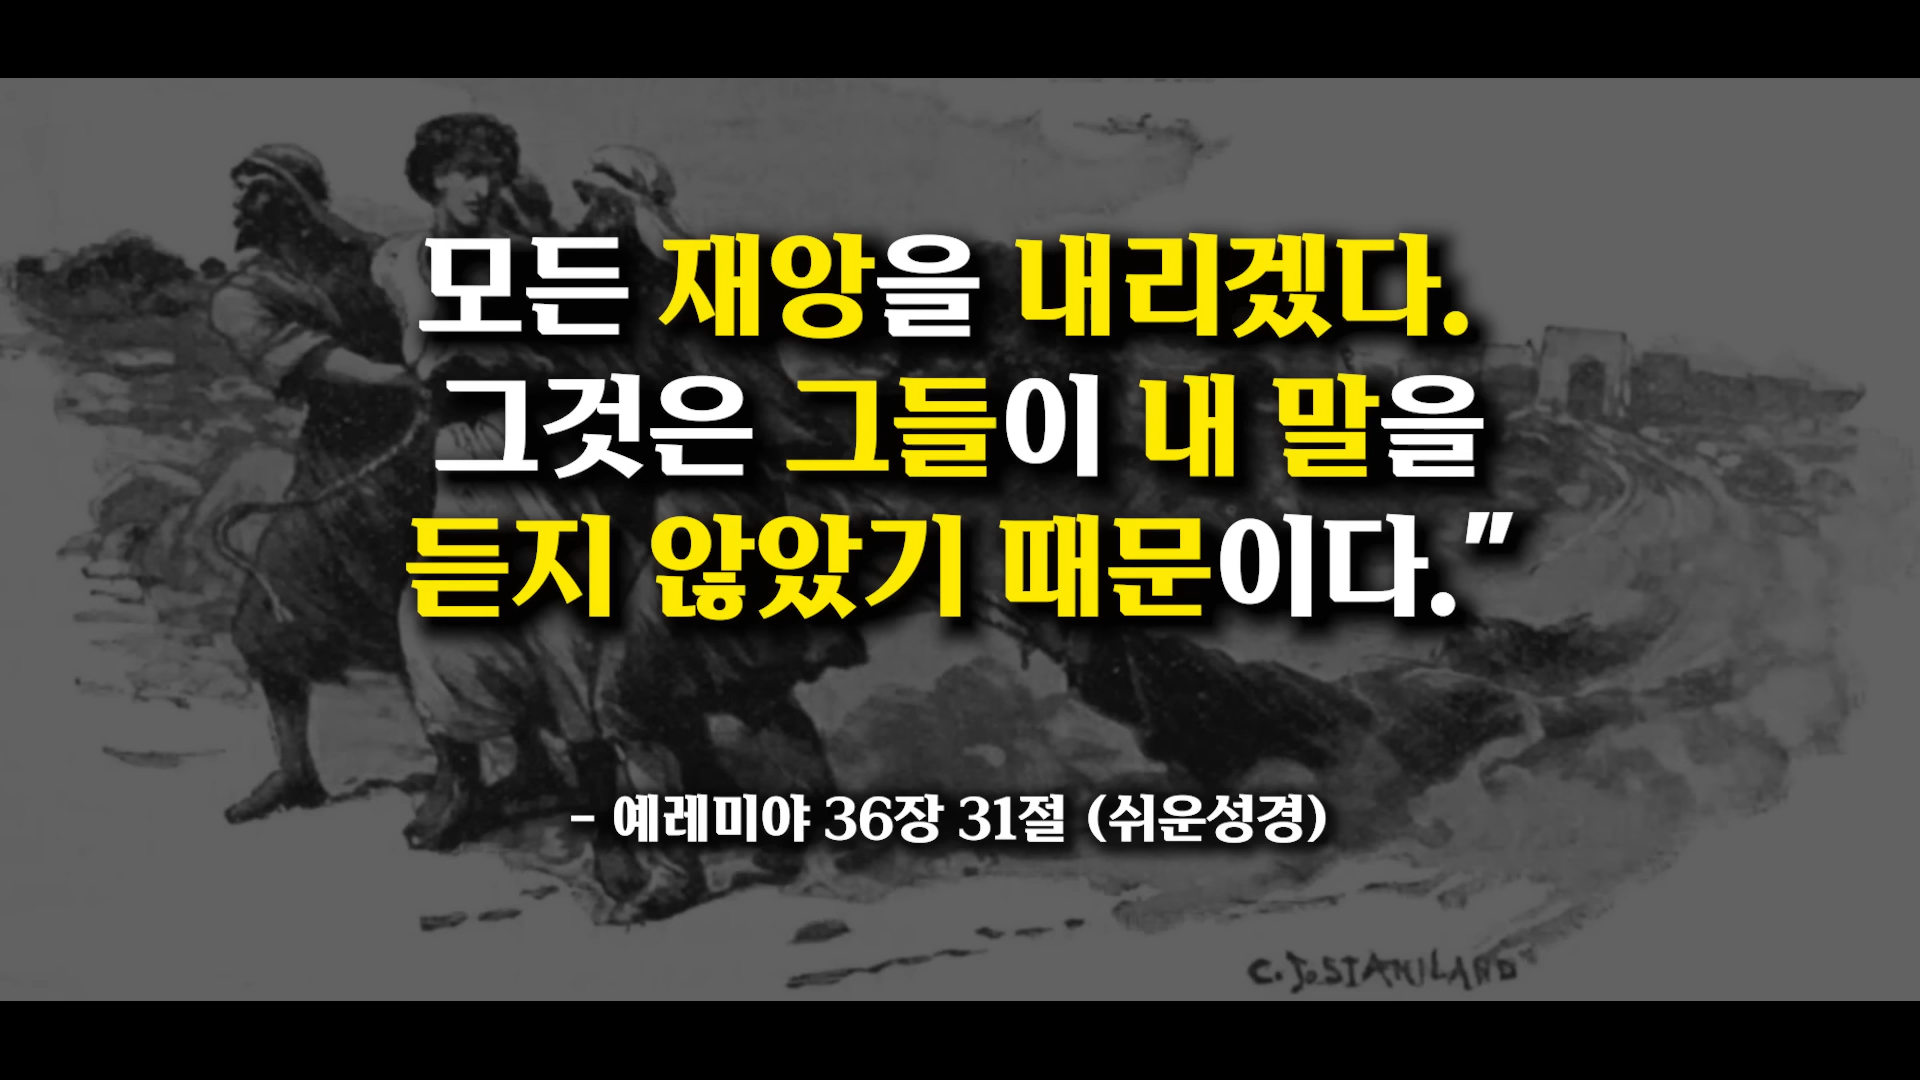 모든 재앙을 내리겠다.
그것은 그들이 내 말을
듣지 않았기 때문이다."
- 예레미야 36장 31절 (쉬운성경)
C. J. STANILAND